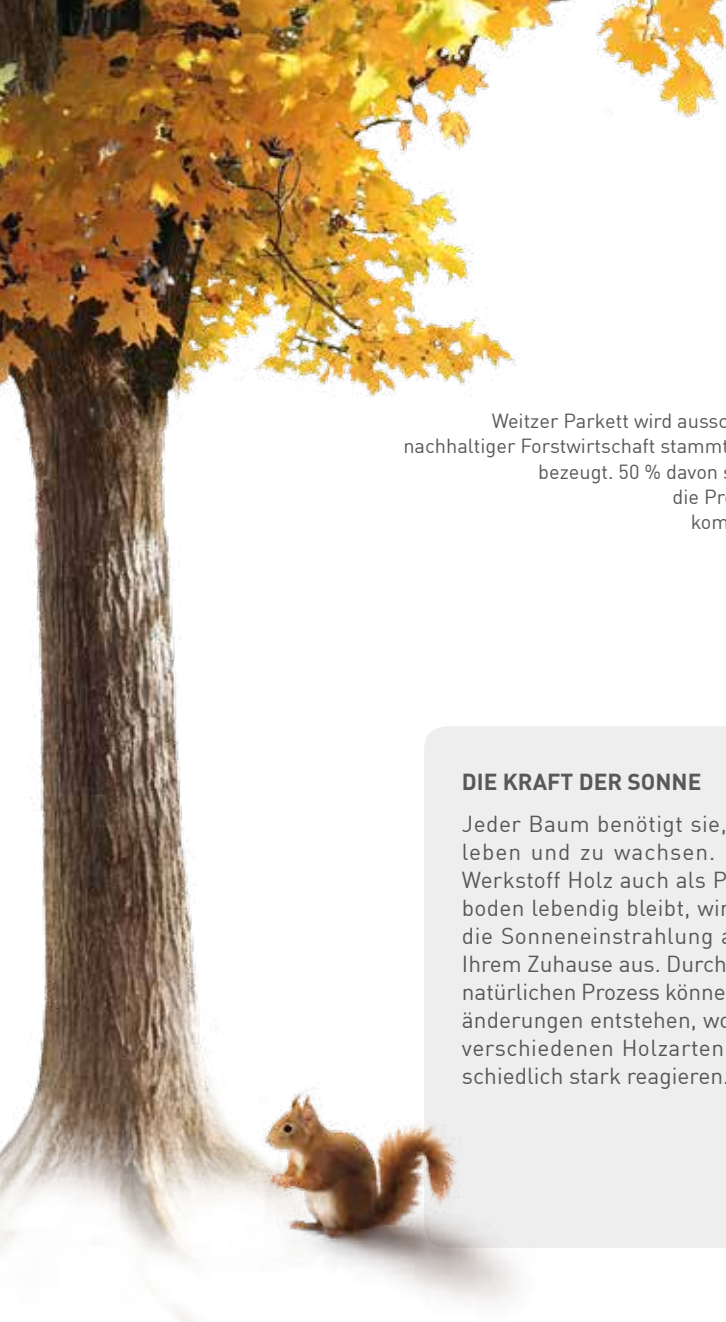 Weitzer Parkett wird aussc
nachhaltiger Forstwirtschaft stammt
bezeugt. 50 % davon s
die Pr
kom
DIE KRAFT DER SONNE
Jeder Baum benötigt sie,
leben und zu wachsen.
Werkstoff Holz auch als P
boden lebendig bleibt, wir
die Sonneneinstrahlung a
Ihrem Zuhause aus. Durch
natürlichen Prozess könne
änderungen entstehen, wo
verschiedenen Holzarten
schiedlich stark reagieren.